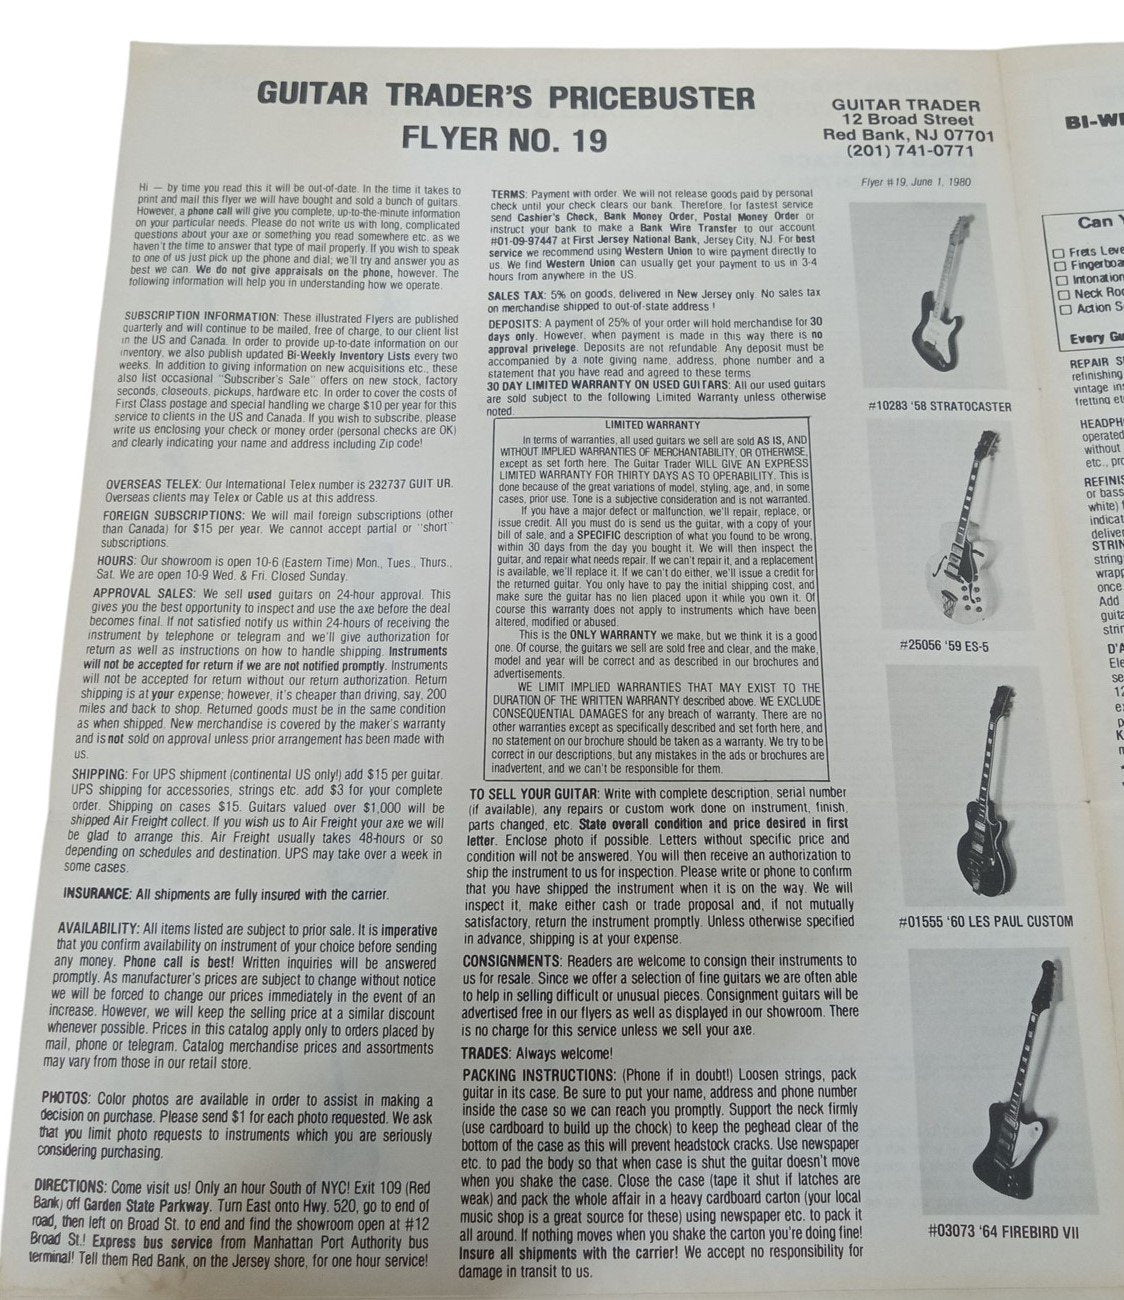 GUITAR TRADER'S PRICEBUSTER
FLYER NO. 19
GUITAR TRADER
12 Broad Street
Red Bank, NJ 07701
(201) 741-0771
Flyer #19, June 1, 1980
Hi — by time you read this it will be out-of-date. In the time it takes to
print and mail this flyer we will have bought and sold a bunch of guitars.
However, a phone call will give you complete, up-to-the-minute information
on your particular needs. Please do not write us with long, complicated
questions about your axe or something you read somewhere etc. as we
haven't the time to answer that type of mail properly. If you wish to speak
to one of us just pick up the phone and dial; we'll try and answer you as
best we can. We do not give appraisals on the phone, however. The
following information will help you in understanding how we operate.
SUBSCRIPTION INFORMATION: These illustrated Flyers are published
quarterly and will continue to be mailed, free of charge, to our client list
in the US and Canada. In order to provide up-to-date information on our
inventory, we also publish updated Bi-Weekly Inventory Lists every two
weeks. In addition to giving information on new acquisitions etc., these
also list occasional "Subscriber's Sale" offers on new stock, factory
seconds, closeouts, pickups, hardware etc. In order to cover the costs of
First Class postage and special handling we charge $10 per year for this
service to clients in the US and Canada. If you wish to subscribe, please
write us enclosing your check or money order (personal checks are OK)
and clearly indicating your name and address including Zip code!
OVERSEAS TELEX: Our International Telex number is 232737 GUIT UR.
Overseas clients may Telex or Cable us at this address.
FOREIGN SUBSCRIPTIONS: We will mail foreign subscriptions (other
than Canada) for $15 per year. We cannot accept partial or "short"
subscriptions.
HOURS: Our showroom is open 10-6 (Eastern Time) Mon., Tues., Thurs.,
Sat. We are open 10-9 Wed. & Fri. Closed Sunday.
APPROVAL SALES: We sell used guitars on 24-hour approval. This
gives you the best opportunity to inspect and use the axe before the deal
becomes final. If not satisfied notify us within 24-hours of receiving the
instrument by telephone or telegram and we'll give authorization for
return as well as instructions on how to handle shipping. Instruments
will not be accepted for return if we are not notified promptly. Instruments
will not be accepted for return without our return authorization. Return
shipping is at your expense; however, it's cheaper than driving, say, 200
miles and back to shop. Returned goods must be in the same condition
as when shipped. New merchandise is covered by the maker's warranty
and is not sold on approval unless prior arrangement has been made with
us.
SHIPPING: For UPS shipment (continental US only!) add $15 per guitar.
UPS shipping for accessories, strings etc. add $3 for your complete
order. Shipping on cases $15. Guitars valued over $1,000 will be
shipped Air Freight collect. If you wish us to Air Freight your axe we will
be glad to arrange this. Air Freight usually takes 48-hours or so
depending on schedules and destination. UPS may take over a week in
some cases.
INSURANCE: All shipments are fully insured with the carrier.
AVAILABILITY: All items listed are subject to prior sale. It is imperative
that you confirm availability on instrument of your choice before sending
any money. Phone call is best! Written inquiries will be answered
promptly. As manufacturer's prices are subject to change without notice
we will be forced to change our prices immediately in the event of an
increase. However, we will keep the selling price at a similar discount
whenever possible. Prices in this catalog apply only to orders placed by
mail, phone or telegram. Catalog merchandise prices and assortments
may vary from those in our retail store.
PHOTOS: Color photos are available in order to assist in making a
decision on purchase. Please send $1 for each photo requested. We ask
that you limit photo requests to instruments which you are seriously
considering purchasing.
DIRECTIONS: Come visit us! Only an hour South of NYC! Exit 109 (Red
Bank) off Garden State Parkway. Turn East onto Hwy. 520, go to end of
road, then left on Broad St. to end and find the showroom open at #12
Broad St.! Express bus service from Manhattan Port Authority bus
terminal! Tell them Red Bank, on the Jersey shore, for one hour service!
TERMS: Payment with order. We will not release goods paid by personal
check until your check clears our bank. Therefore, for fastest service
send Cashier's Check, Bank Money Order, Postal Money Order or
instruct your bank to make a Bank Wire Transfer to our account
#01-09-97447 at First Jersey National Bank, Jersey City, NJ. For best
service we recommend using Western Union to wire payment directly to
us. We find Western Union can usually get your payment to us in 3-4
hours from anywhere in the US.
SALES TAX: 5% on goods, delivered in New Jersey only. No sales tax
on merchandise shipped to out-of-state address !
DEPOSITS: A payment of 25% of your order will hold merchandise for 30
days only. However, when payment is made in this way there is no
approval privelege. Deposits are not refundable. Any deposit must be
accompanied by a note giving name, address, phone number and a
statement that you have read and agreed to these terms.
30 DAY LIMITED WARRANTY ON USED GUITARS: All our used guitars
are sold subject to the following Limited Warranty unless otherwise
noted.
LIMITED WARRANTY
In terms of warranties, all used guitars we sell are sold AS IS, AND
WITHOUT IMPLIED WARRANTIES OF MERCHANTABILITY, OR OTHERWISE,
except as set forth here. The Guitar Trader WILL GIVE AN EXPRESS
LIMITED WARRANTY FOR THIRTY DAYS AS TO OPERABILITY. This is
done because of the great variations of model, styling, age, and, in some
cases, prior use. Tone is a subjective consideration and is not warranted.
If you have a major defect or malfunction, we'll repair, replace, or
issue credit. All you must do is send us the guitar, with a copy of your
bill of sale, and a SPECIFIC description of what you found to be wrong,
within 30 days from the day you bought it. We will then inspect the
guitar, and repair what needs repair. If we can't repair it, and a replacement
is available, we'll replace it. If we can't do either, we'll issue a credit for
the returned guitar. You only have to pay the initial shipping cost, and
make sure the guitar has no lien placed upon it while you own it. Of
course this warranty does not apply to instruments which have been
altered, modified or abused.
This is the ONLY WARRANTY we make, but we think it is a good
one. Of course, the guitars we sell are sold free and clear, and the make,
model and year will be correct and as described in our brochures and
advertisements.
WE LIMIT IMPLIED WARRANTIES THAT MAY EXIST TO THE
DURATION OF THE WRITTEN WARRANTY described above. WE EXCLUDE
CONSEQUENTIAL DAMAGES for any breach of warranty. There are no
other warranties except as specifically described and set forth here, and
no statement on our brochure should be taken as a warranty. We try to be
correct in our descriptions, but any mistakes in the ads or brochures are
inadvertent, and we can't be responsible for them.
TO SELL YOUR GUITAR: Write with complete description, serial number
(if available), any repairs or custom work done on instrument, finish,
parts changed, etc. State overall condition and price desired in first
letter. Enclose photo if possible. Letters without specific price and
condition will not be answered. You will then receive an authorization to
ship the instrument to us for inspection. Please write or phone to confirm
that you have shipped the instrument when it is on the way. We will
inspect it, make either cash or trade proposal and, if not mutually
satisfactory, return the instrument promptly. Unless otherwise specified
in advance, shipping is at your expense.
CONSIGNMENTS: Readers are welcome to consign their instruments to
us for resale. Since we offer a selection of fine guitars we are often able
to help in selling difficult or unusual pieces. Consignment guitars will be
advertised free in our flyers as well as displayed in our showroom. There
is no charge for this service unless we sell your axe.
TRADES: Always welcome!
PACKING INSTRUCTIONS: (Phone if in doubt!) Loosen strings, pack
guitar in its case. Be sure to put your name, address and phone number
inside the case so we can reach you promptly. Support the neck firmly
(use cardboard to build up the chock) to keep the peghead clear of the
bottom of the case as this will prevent headstock cracks. Use newspaper
etc. to pad the body so that when case is shut the guitar doesn't move
when you shake the case. Close the case (tape it shut if latches are
weak) and pack the whole affair in a heavy cardboard carton (your local
music shop is a great source for these) using newspaper etc. to pack it
all around. If nothing moves when you shake the carton you're doing fine!
Insure all shipments with the carrier! We accept no responsibility for
damage in transit to us.
#10283 '58 STRATOCASTER
#25056 '59 ES-5
#01555 '60 LES PAUL CUSTOM
#03073 '64 FIREBIRD VII
BI-WE
Can Y
Frets Leve
Fingerboa
Intonation
Neck Ro
Action S
Every Gu
REPAIR S
refinishing
vintage ins
fretting etc
HEADPH
operated
without
etc., pro
REFINIS
or bass
white) f
indicat
deliver
STRIN
string
wrapp
once
Add
guita
strin
D'A
Ele
se
12